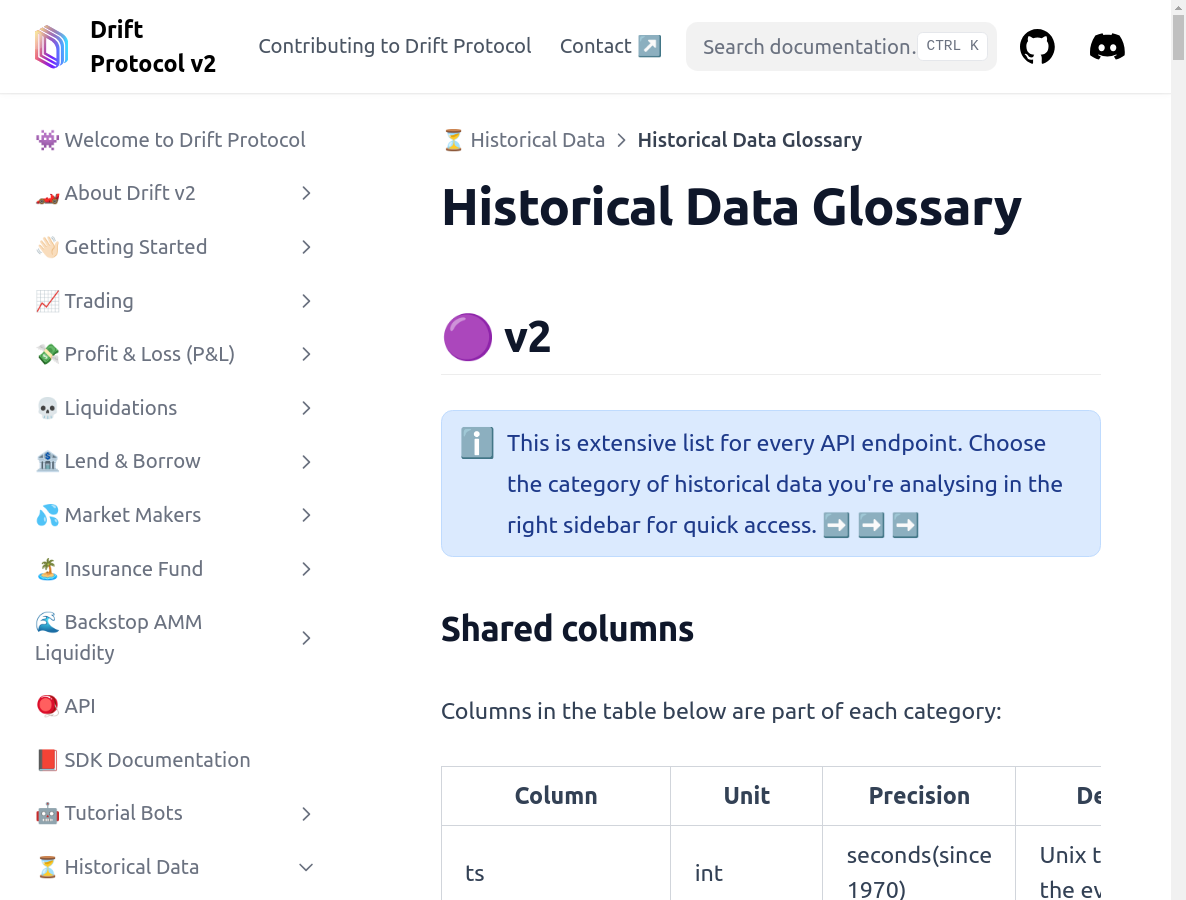 Drift
Protocol v2
Contributing to Drift Protocol
Contact ↗️
Search documentation.
CTRL K
👾 Welcome to Drift Protocol
🏎️ About Drift v2
👋🏻 Getting Started
📈 Trading
💸 Profit & Loss (P&L)
💀 Liquidations
🏦 Lend & Borrow
💦 Market Makers
🏝️ Insurance Fund
🌊 Backstop AMM
Liquidity
🪀 API
📕 SDK Documentation
🤖 Tutorial Bots
⏳ Historical Data
⏳ Historical Data > Historical Data Glossary
Historical Data Glossary
🟣 v2
ℹ️ This is extensive list for every API endpoint. Choose
the category of historical data you're analysing in the
right sidebar for quick access. ➡️ ➡️ ➡️
Shared columns
Columns in the table below are part of each category:
Column Unit Precision
ts int seconds(since
1970)
Unix
the